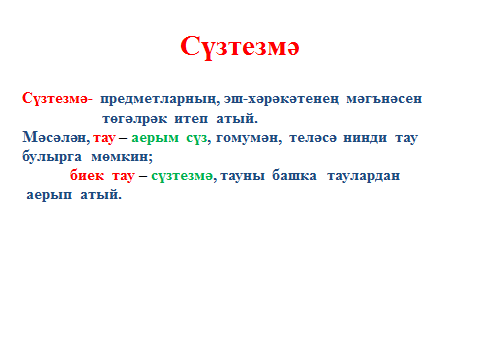 Сүзтезмә
Сүзтезмә- предметларның, эш-хәрәкәтенең мәгънәсен
төгәлрәк итеп атый.
Мәсәлән, тау – аерым сүз, гомумән, теләсә нинди тау
булырга мөмкин;
биек тау – сүзтезмә, тауны башка таулардан
аерып атый.